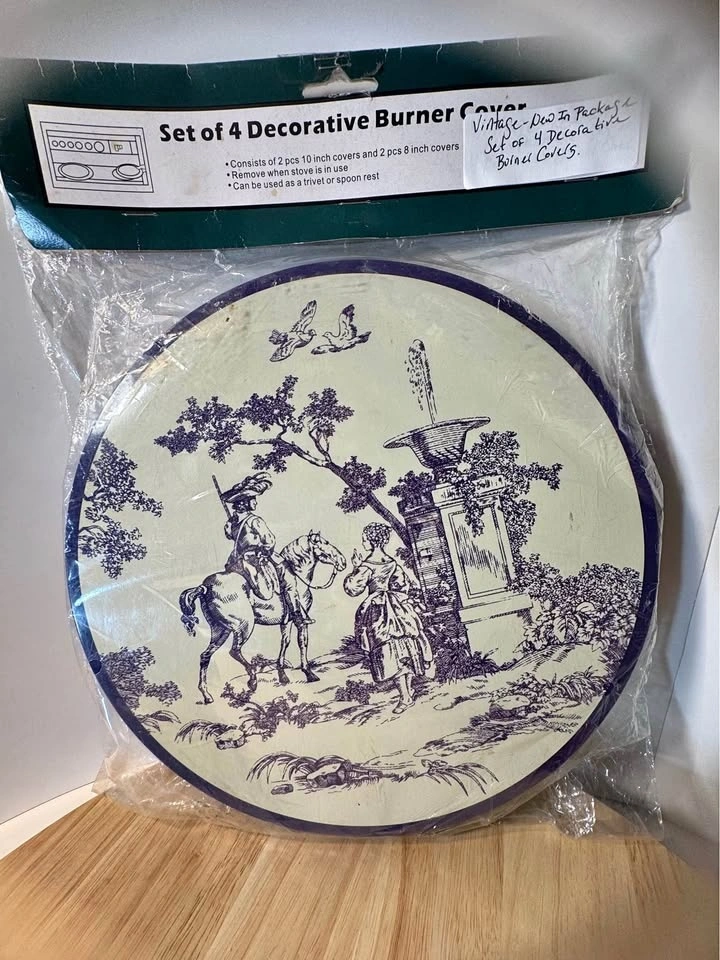 Set of 4 Decorative Burner Cover
• Consists of 2 pcs 10 inch covers and 2 pcs 8 inch covers
• Remove when stove is in use
• Can be used as a trivet or spoon rest
Vintage - New In Package
Set of 4 Decorative
Burner Covers.